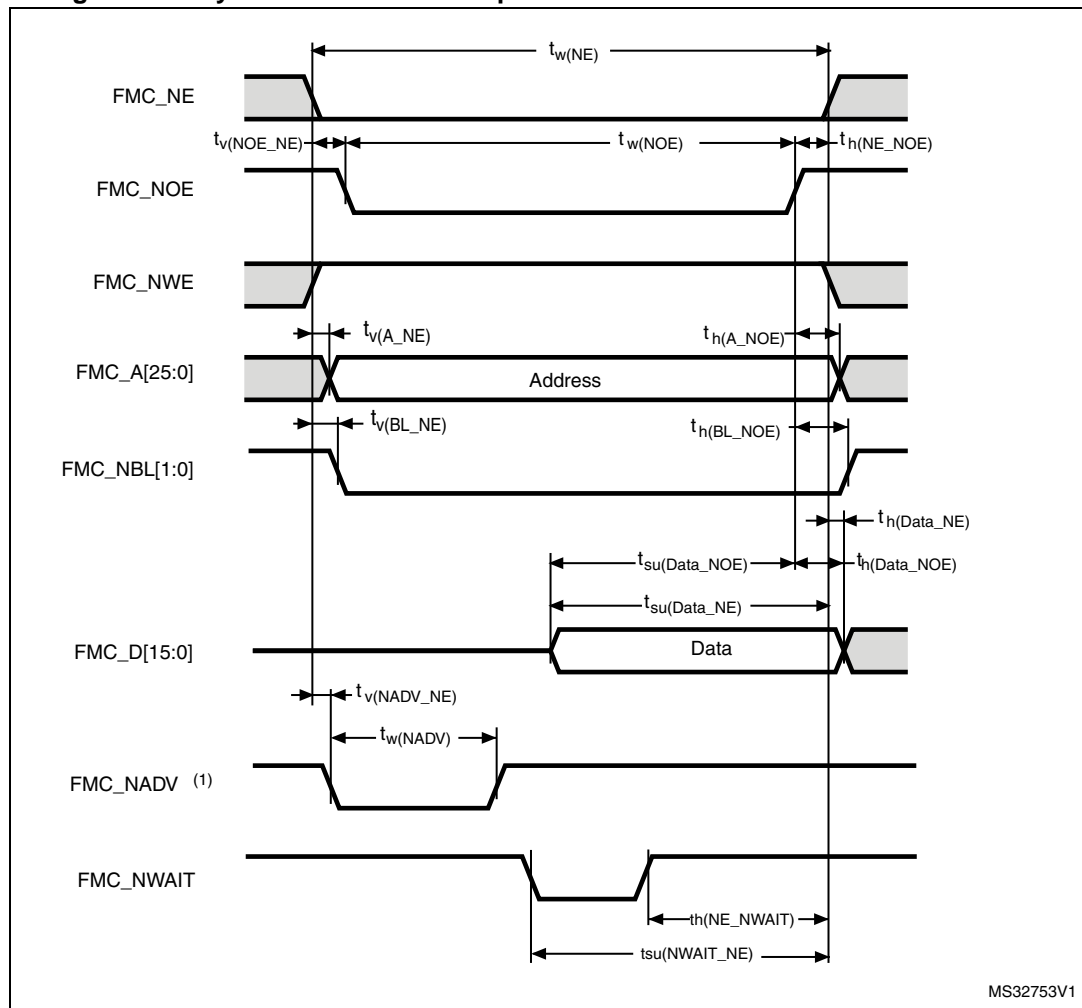 tw(NE)
FMC_NE
tv(NOE_NE)
tw(NOE)
th(NE_NOE)
FMC_NOE
FMC_NWE
tv(A_NE)
th(A_NOE)
FMC_A[25:0]
Address
tv(BL_NE)
th(BL_NOE)
FMC_NBL[1:0]
th(Data_NE)
tsu(Data_NOE)
th(Data_NOE)
tsu(Data_NE)
FMC_D[15:0]
Data
tv(NADV_NE)
tw(NADV)
FMC_NADV (1)
FMC_NWAIT
th(NE_NWAIT)
tsu(NWAIT_NE)
MS32753V1